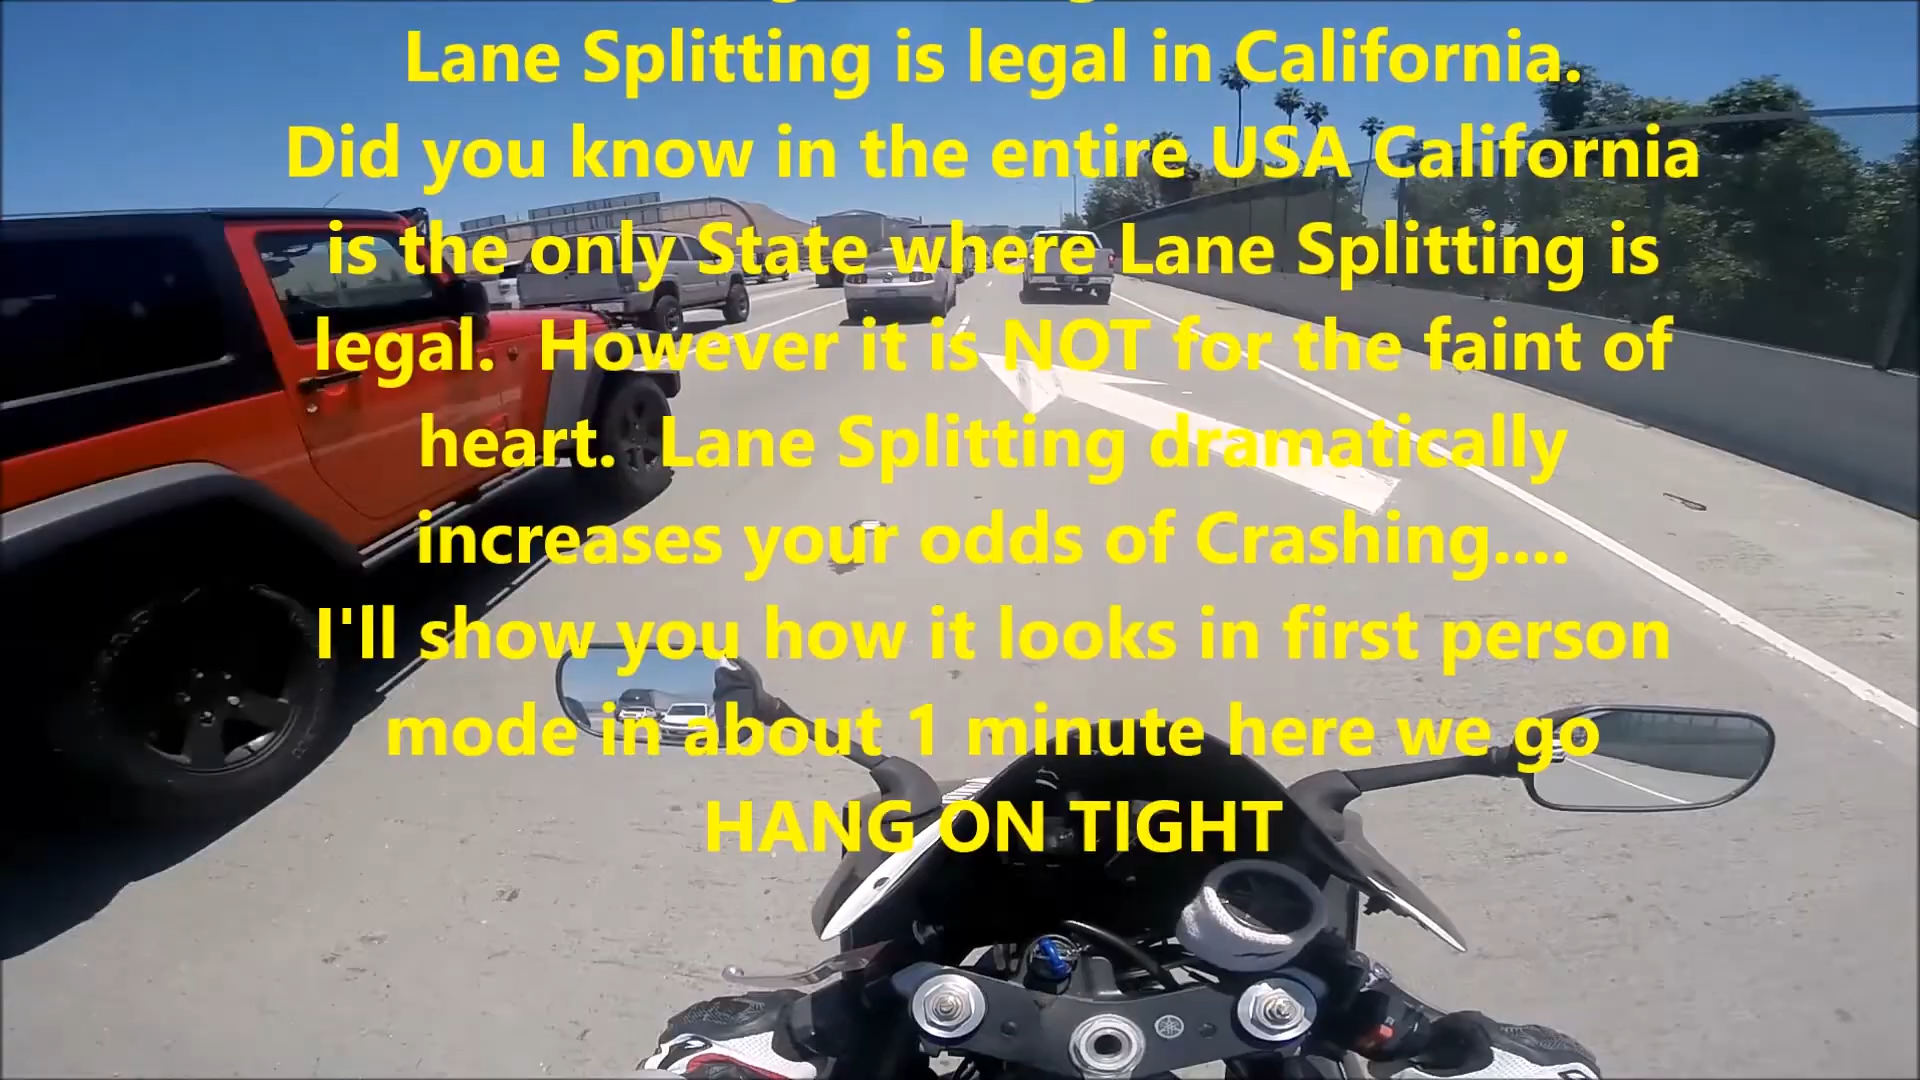 Lane Splitting is legal in California.
Did you know in the entire USA California
is the only State where Lane Splitting is
legal.  However it is NOT for the faint of
heart.  Lane Splitting dramatically
increases your odds of Crashing....
I'll show you how it looks in first person
mode in about 1 minute here we go
HANG ON TIGHT